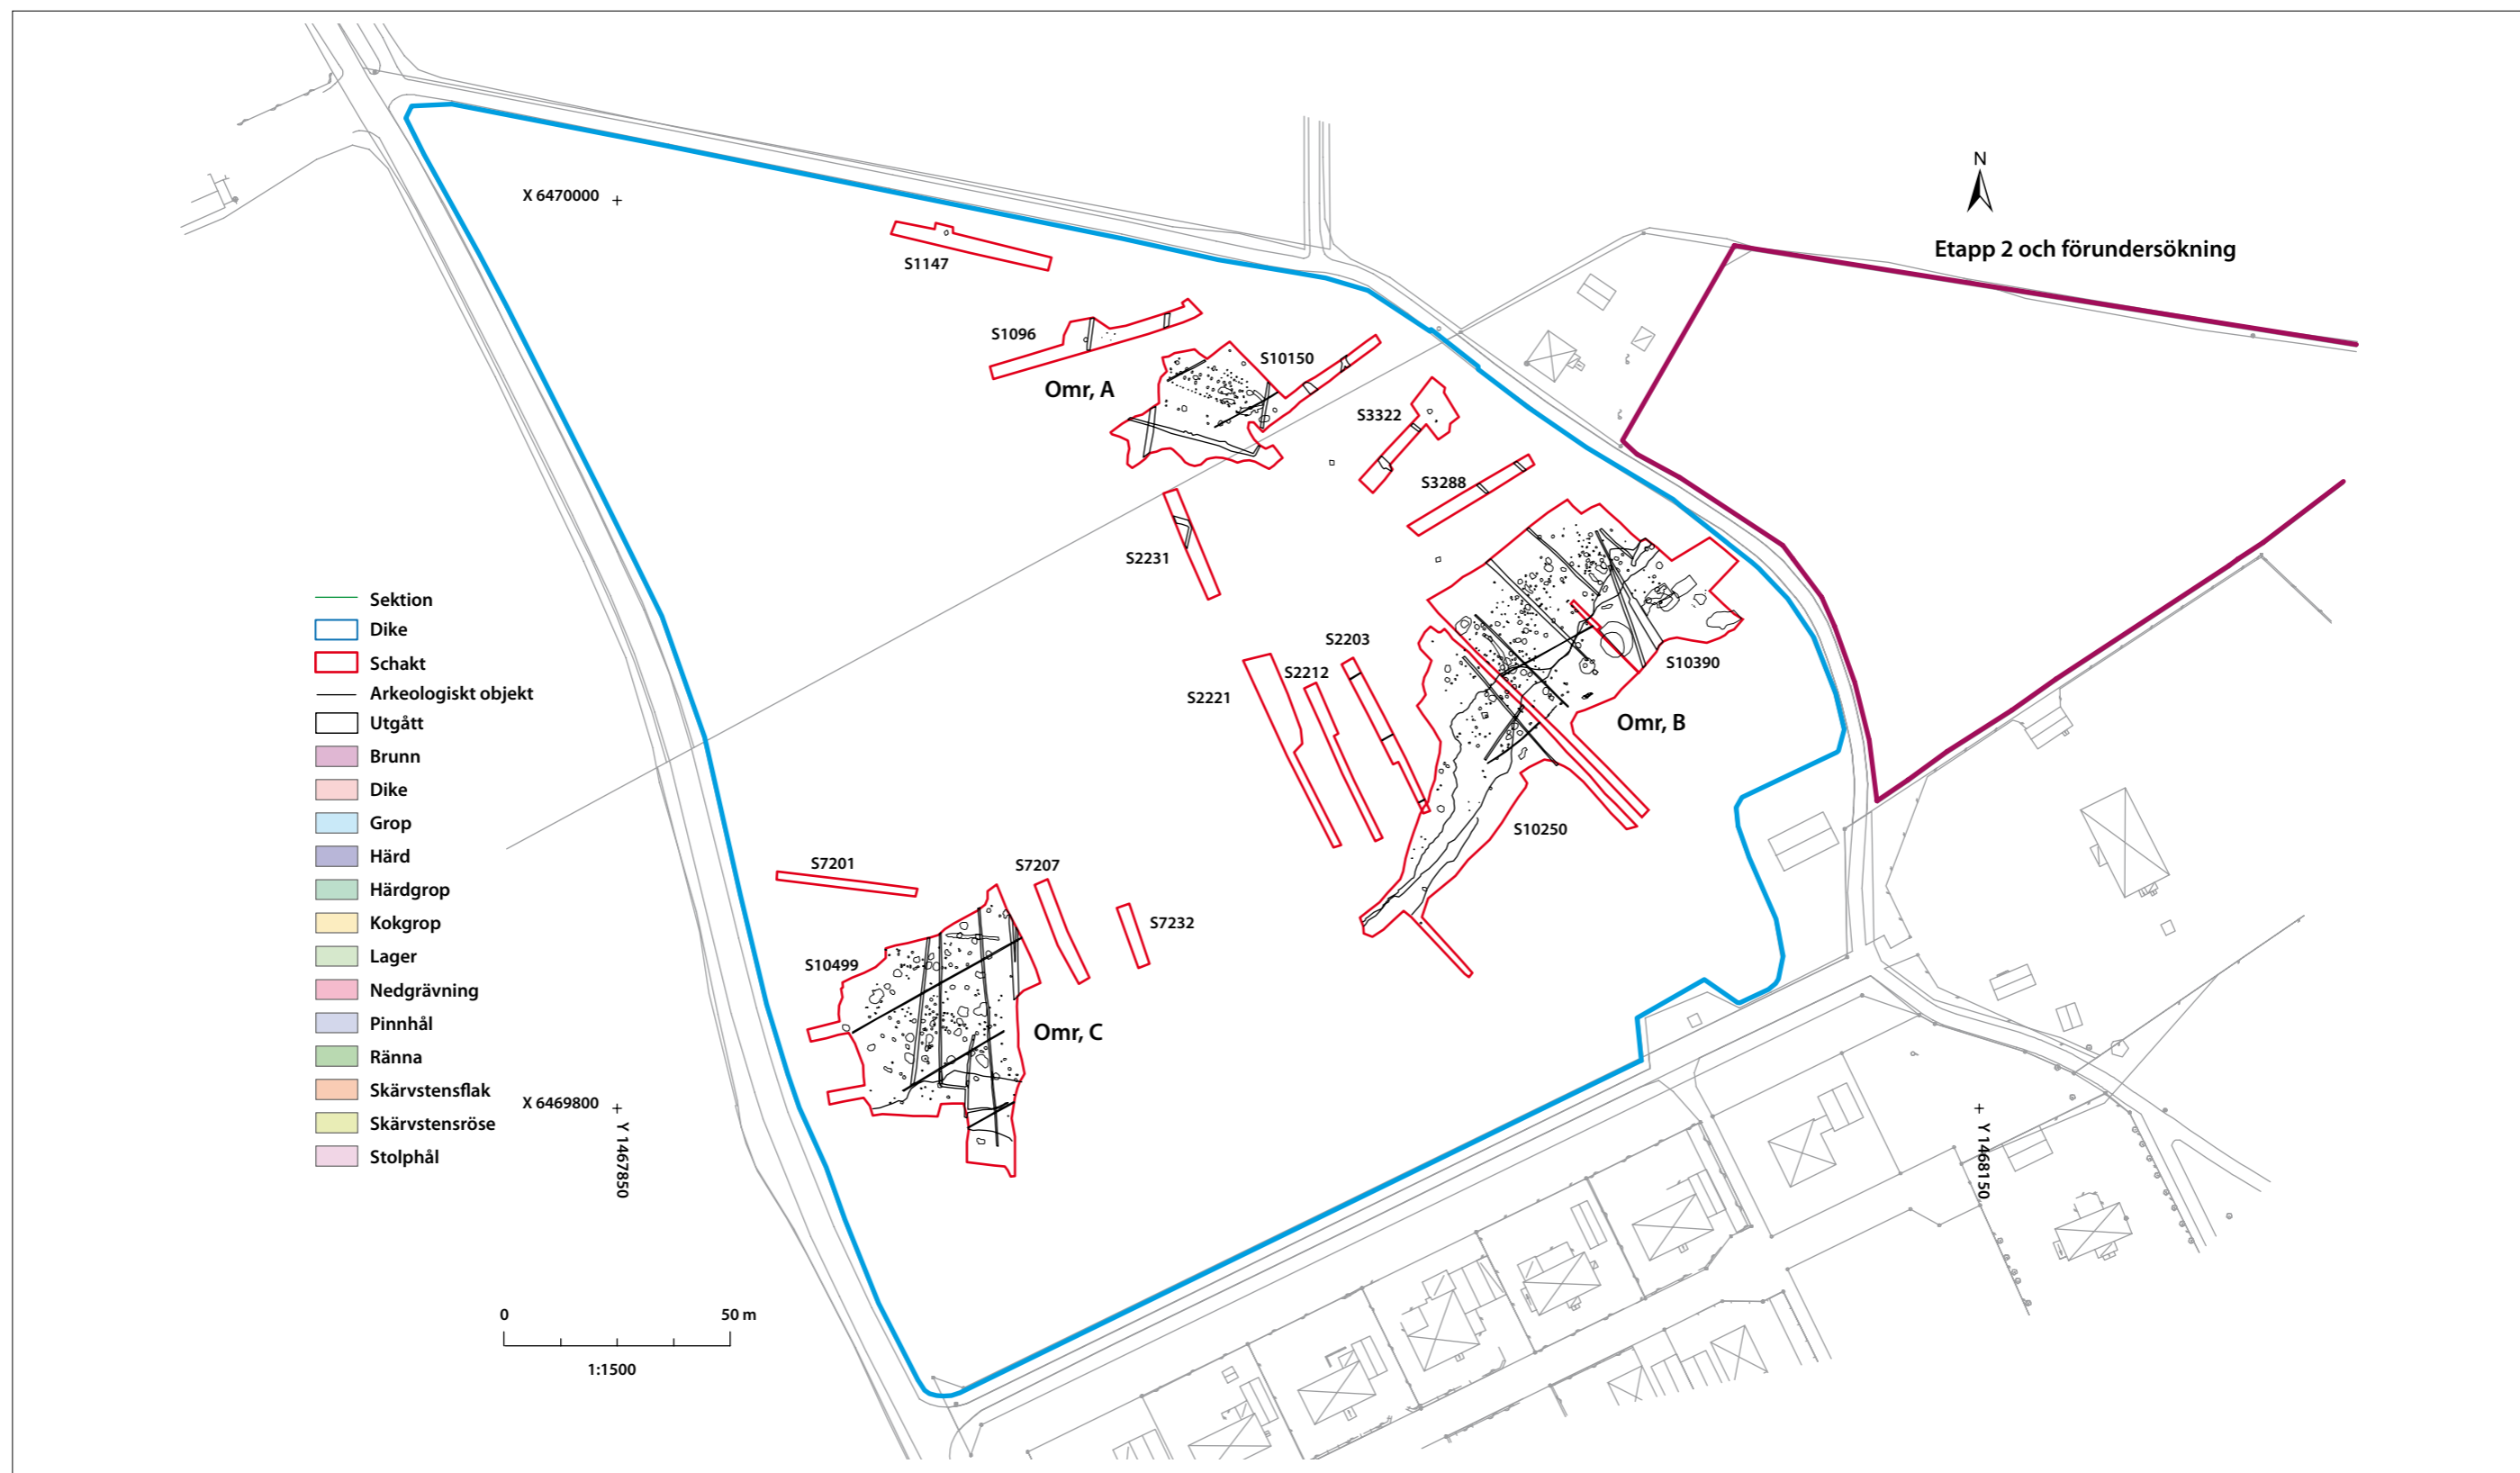 N
Etapp 2 och förundersökning
X 6470000
S1147
S1096
S10150
Omr, A
S3322
S3288
S2231
S2203
S2212
S2221
S10390
Omr, B
S10250
S7201
S7207
S7232
S10499
Omr, C
Sektion
Dike
Schakt
Arkeologiskt objekt
Utgått
Brunn
Dike
Grop
Härd
Härdgrop
Kokgrop
Lager
Nedgrävning
Pinnhål
Ränna
Skärvstensflak
Skärvstensröse
Stolphål
X 6469800
Y 1467850
Y 1468150
0 50 m
1:1500